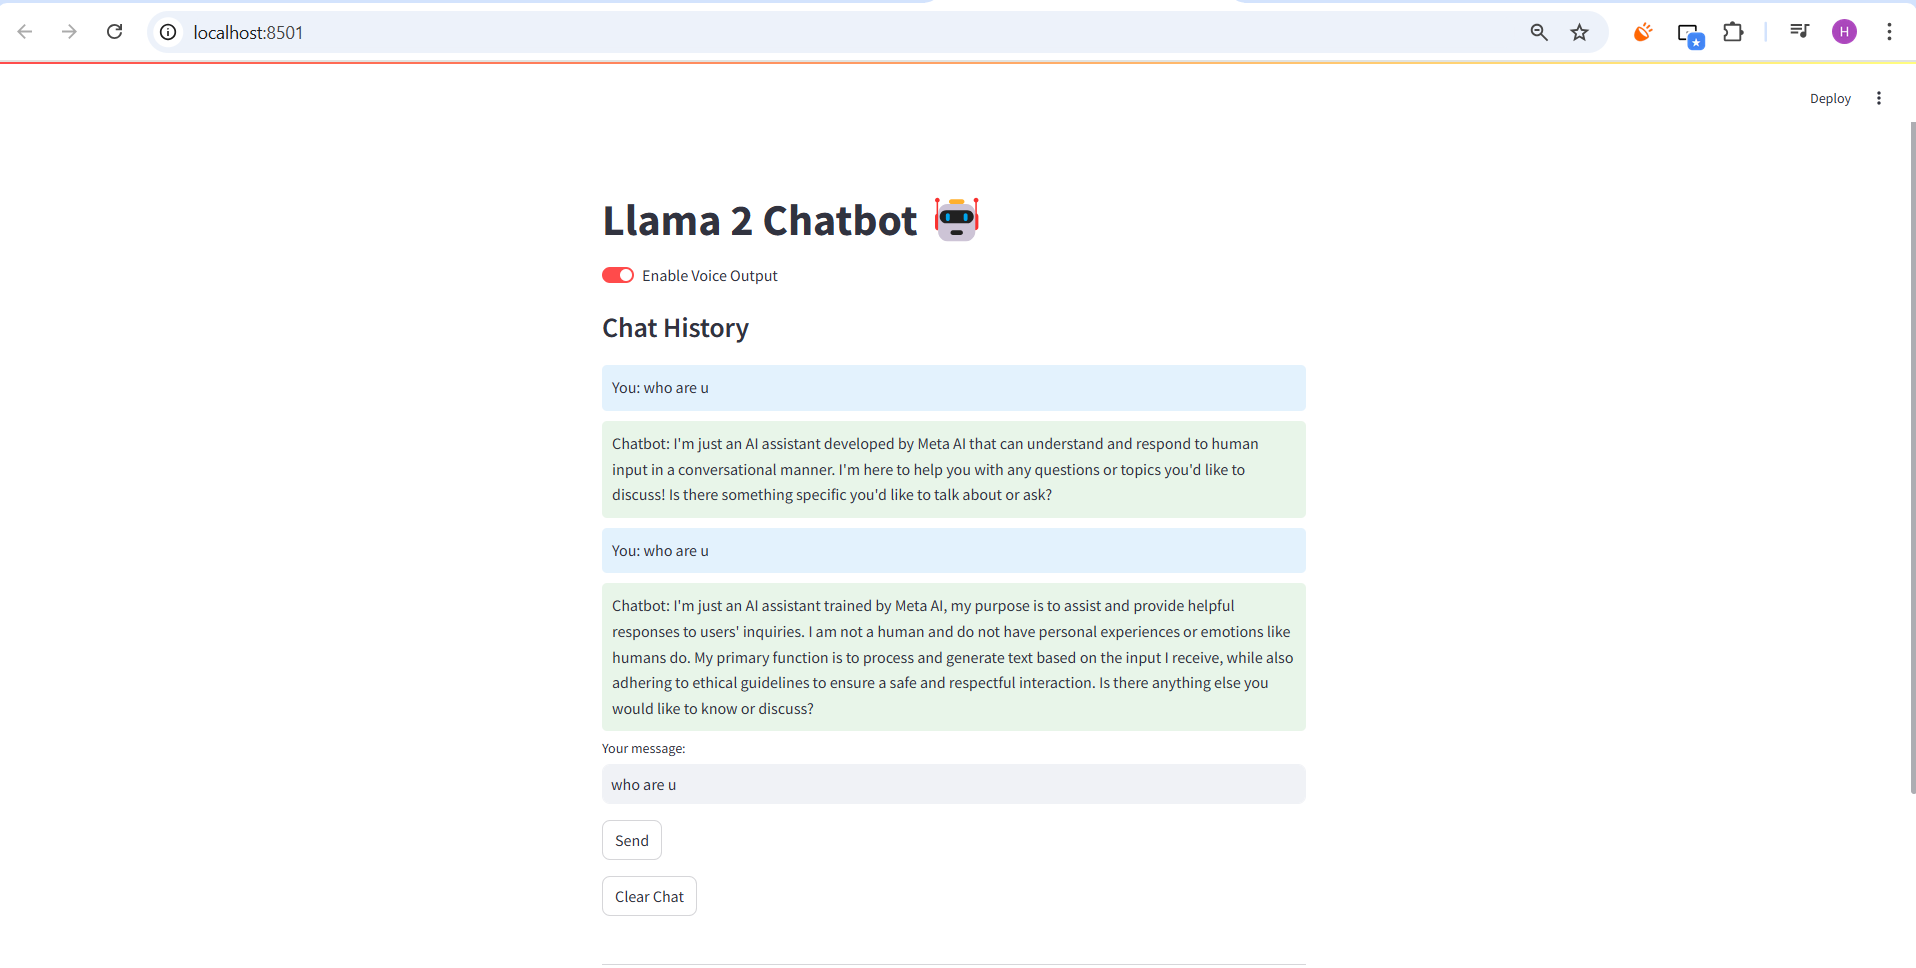 localhost:8501
H
Deploy
Llama 2 Chatbot
Enable Voice Output
Chat History
You: who are u
Chatbot: I'm just an AI assistant developed by Meta AI that can understand and respond to human
input in a conversational manner. I'm here to help you with any questions or topics you'd like to
discuss! Is there something specific you'd like to talk about or ask?
You: who are u
Chatbot: I'm just an AI assistant trained by Meta AI, my purpose is to assist and provide helpful
responses to users' inquiries. I am not a human and do not have personal experiences or emotions like
humans do. My primary function is to process and generate text based on the input I receive, while also
adhering to ethical guidelines to ensure a safe and respectful interaction. Is there anything else you
would like to know or discuss?
Your message:
who are u
Send
Clear Chat